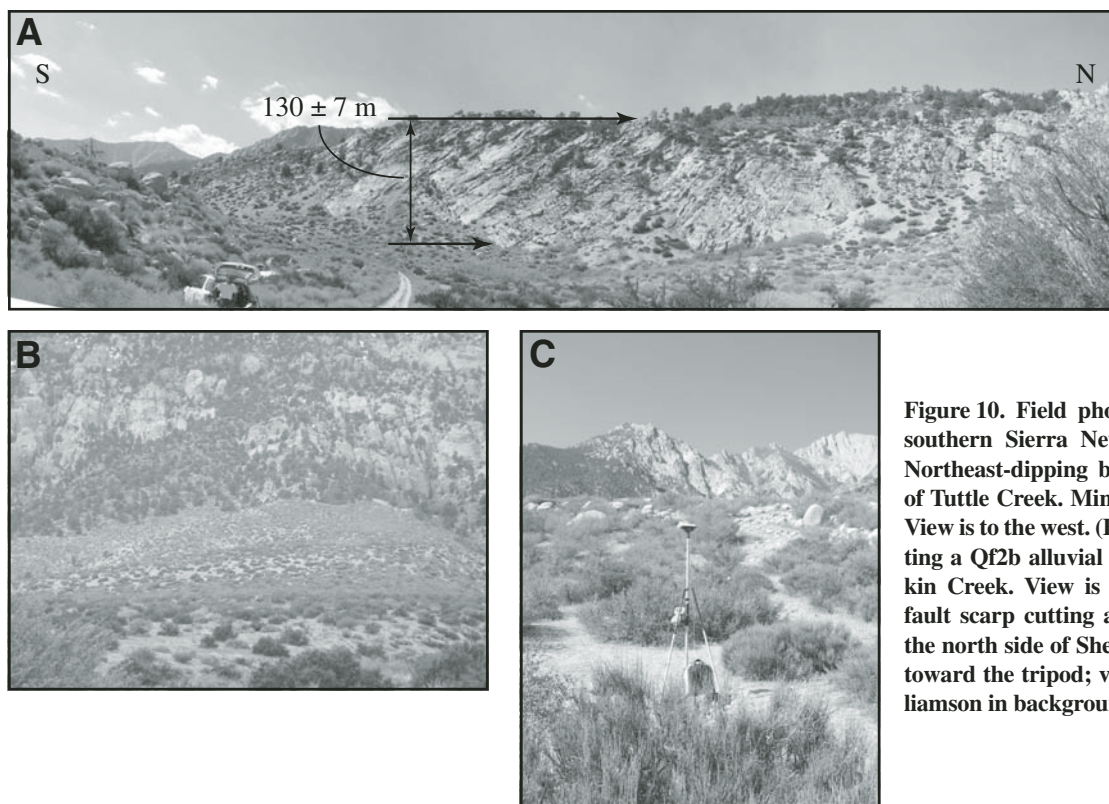 A
S
N
130 ± 7 m
B
C
Figure 10. Field pho
southern Sierra Ne
Northeast-dipping b
of Tuttle Creek. Min
View is to the west. (
ting a Qf2b alluvial
kin Creek. View is
fault scarp cutting a
the north side of She
toward the tripod; v
liamson in backgrou